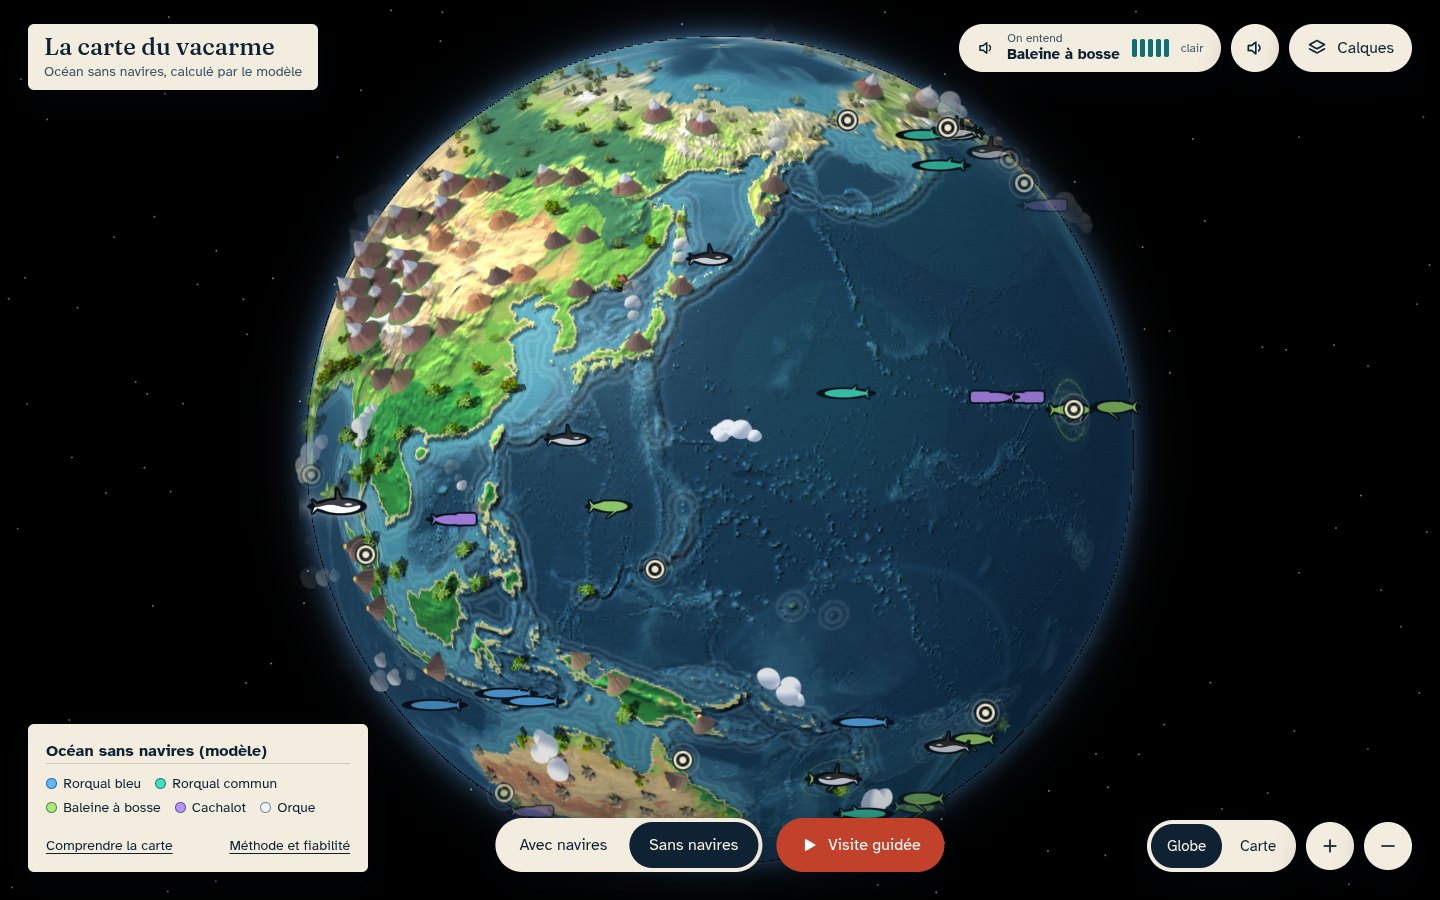 La carte du vacarme
Océan sans navires, calculé par le modèle
On entend
Baleine à bosse
clair
Calques
Océan sans navires (modèle)
Rorqual bleu
Rorqual commun
Baleine à bosse
Cachalot
Orque
Comprendre la carte
Méthode et fiabilité
Avec navires
Sans navires
Visite guidée
Globe
Carte